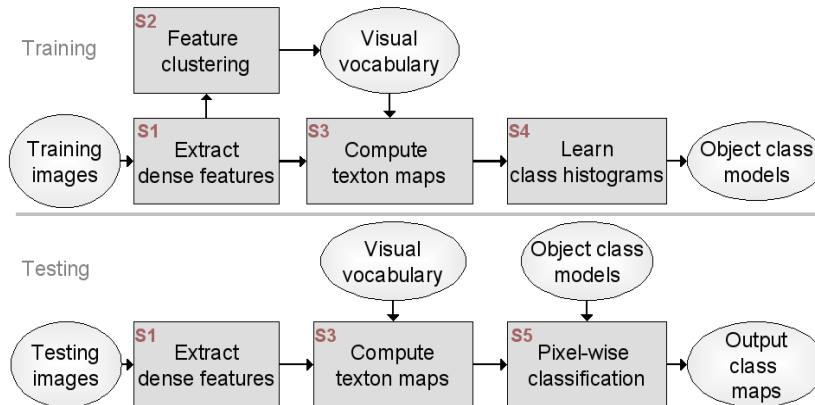 Training
S2
Feature
clustering
Visual
vocabulary
Training
images
S1
Extract
dense features
S3
Compute
texton maps
S4
Learn
class histograms
Object class
models
Testing
Visual
vocabulary
Object class
models
Testing
images
S1
Extract
dense features
S3
Compute
texton maps
S5
Pixel-wise
classification
Output
class
maps